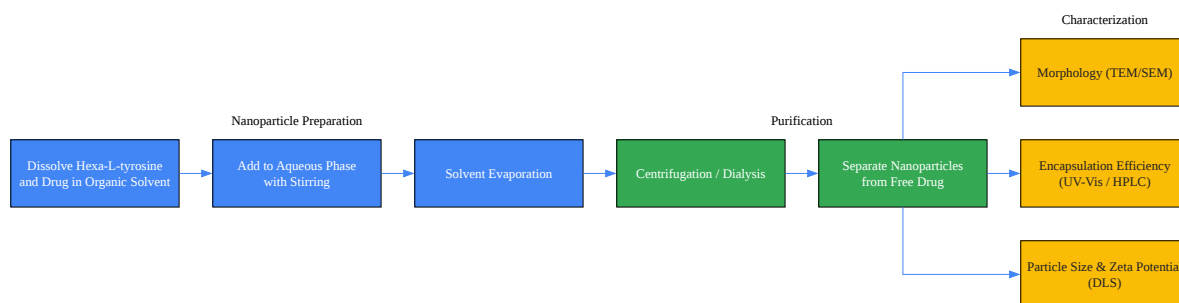 Characterization
Morphology (TEM/SEM)
Nanoparticle Preparation
Purification
Dissolve Hexa-L-tyrosine
and Drug in Organic Solvent
Add to Aqueous Phase
with Stirring
Solvent Evaporation
Centrifugation / Dialysis
Separate Nanoparticles
from Free Drug
Encapsulation Efficiency
(UV-Vis / HPLC)
Particle Size & Zeta Potentia
(DLS)